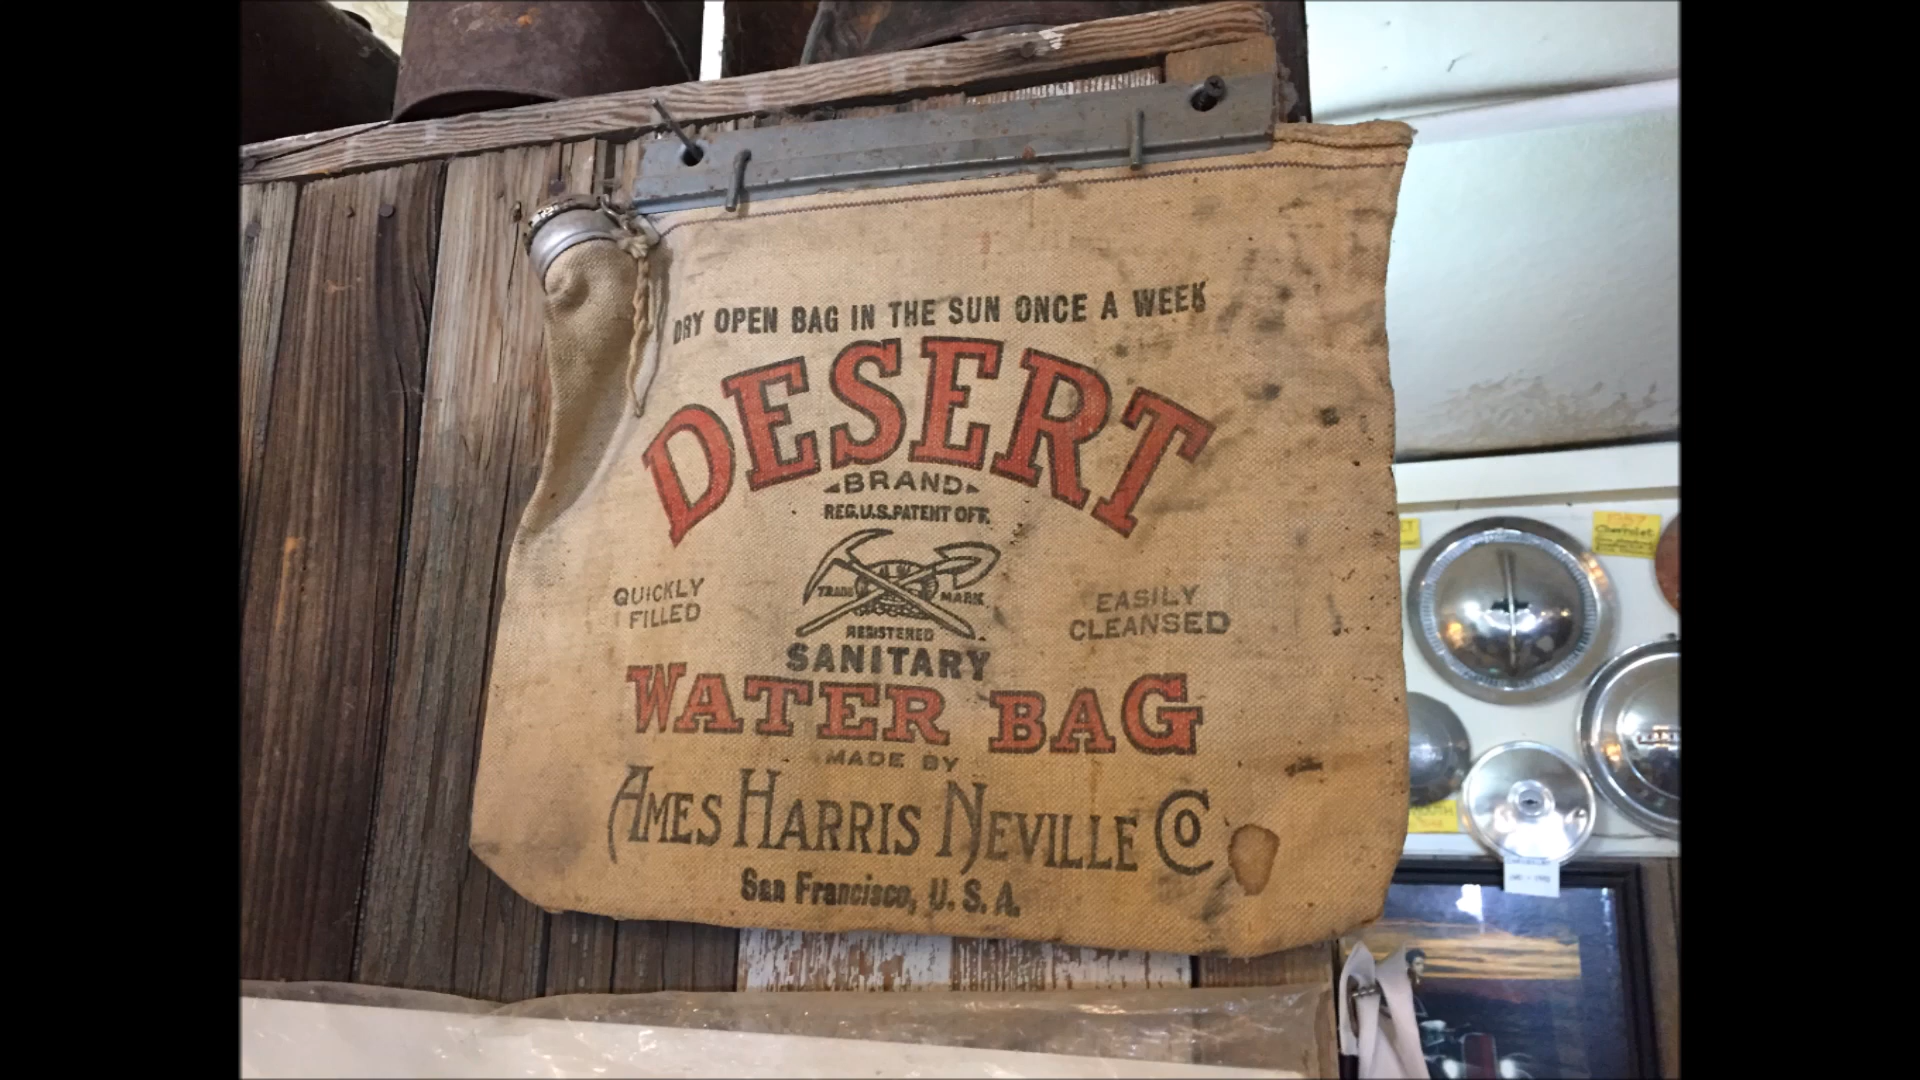 DRY OPEN BAG IN THE SUN ONCE A WEEK
DESERT
BRAND
REG.U.S.PATENT OFF.
TRADE MARK
REGISTERED
QUICKLY
FILLED
EASILY
CLEANSED
SANITARY
WATER BAG
MADE BY
AMES HARRIS NEVILLE CO
San Francisco, U.S.A.
Chevrolet